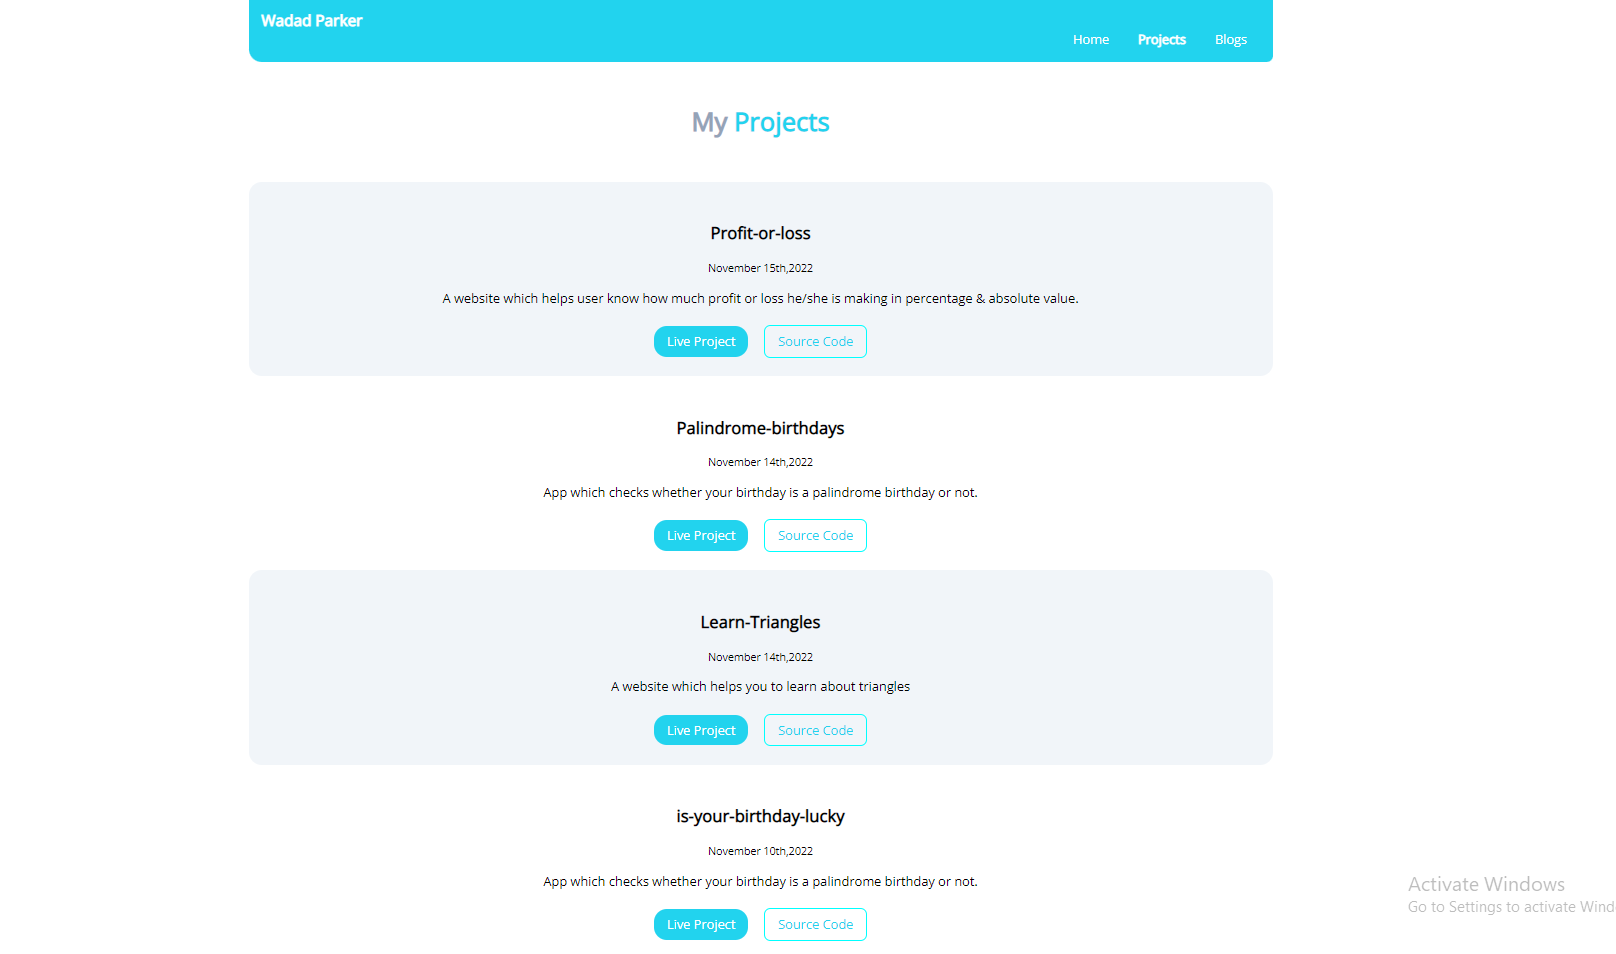 Wadad Parker
Home Projects Blogs
My Projects
Profit-or-loss
November 15th,2022
A website which helps user know how much profit or loss he/she is making in percentage & absolute value.
Live Project Source Code
Palindrome-birthdays
November 14th,2022
App which checks whether your birthday is a palindrome birthday or not.
Live Project Source Code
Learn-Triangles
November 14th,2022
A website which helps you to learn about triangles
Live Project Source Code
is-your-birthday-lucky
November 10th,2022
App which checks whether your birthday is a palindrome birthday or not.
Live Project Source Code
Activate Windows
Go to Settings to activate Wind